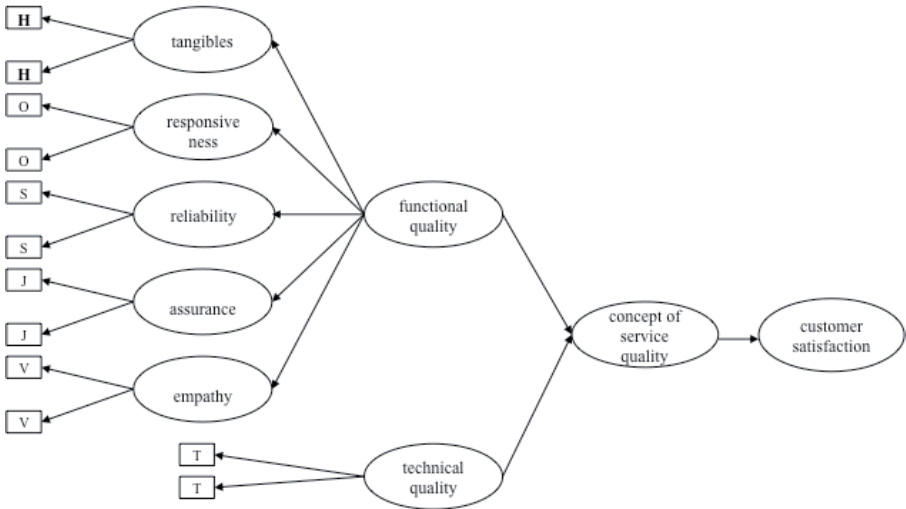 H
tangibles
H
O
responsive
ness
O
S
reliability
S
functional
quality
J
assurance
J
concept of
service
quality
customer
satisfaction
V
empathy
V
T
technical
quality
T